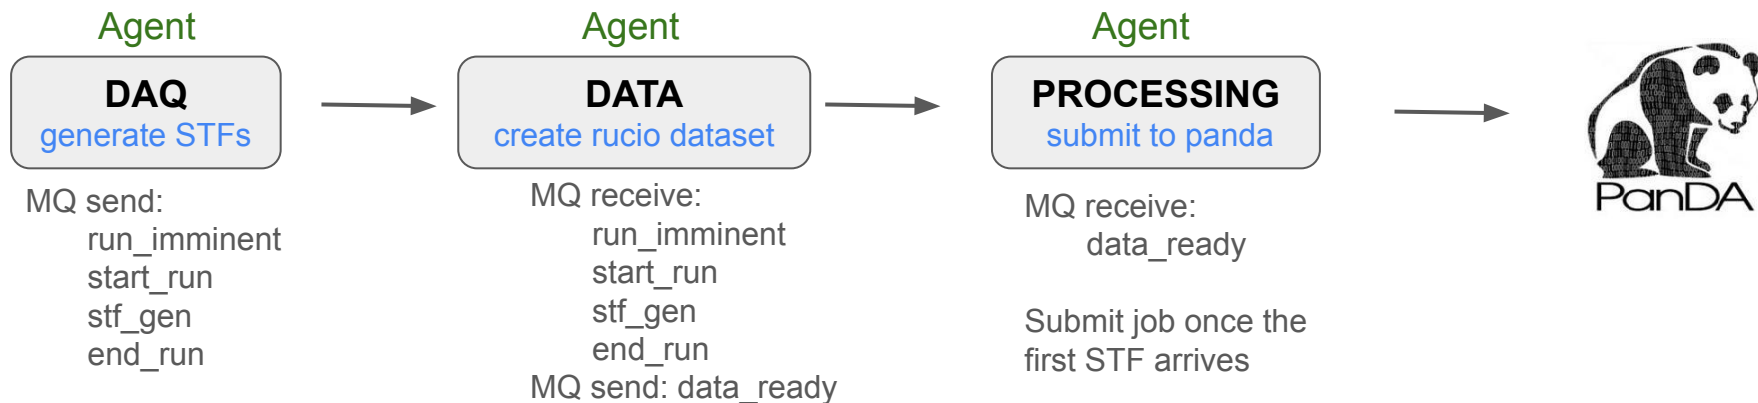 Agent
DAQ
generate STFs
MQ send:
run_imminent
start_run
stf_gen
end_run
Agent
DATA
create rucio dataset
MQ receive:
run_imminent
start_run
stf_gen
end_run
MQ send: data_ready
Agent
PROCESSING
submit to panda
MQ receive:
data_ready
Submit job once the
first STF arrives
PanDA